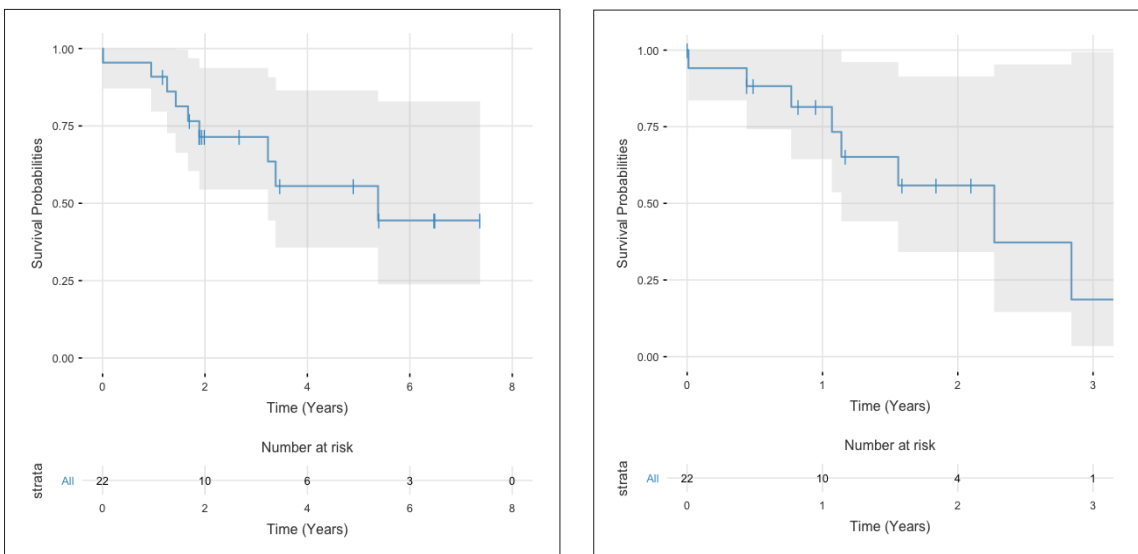 1.00
0.75
0.50
0.25
0.00
Survival Probabilities
0 2 4 6 8
Time (Years)
Number at risk
strata
All 22 10 6 3 0
0 2 4 6 8
Time (Years)
1.00
0.75
0.50
0.25
0.00
Survival Probabilities
0 1 2 3
Time (Years)
Number at risk
strata
All 22 10 4 1
0 1 2 3
Time (Years)